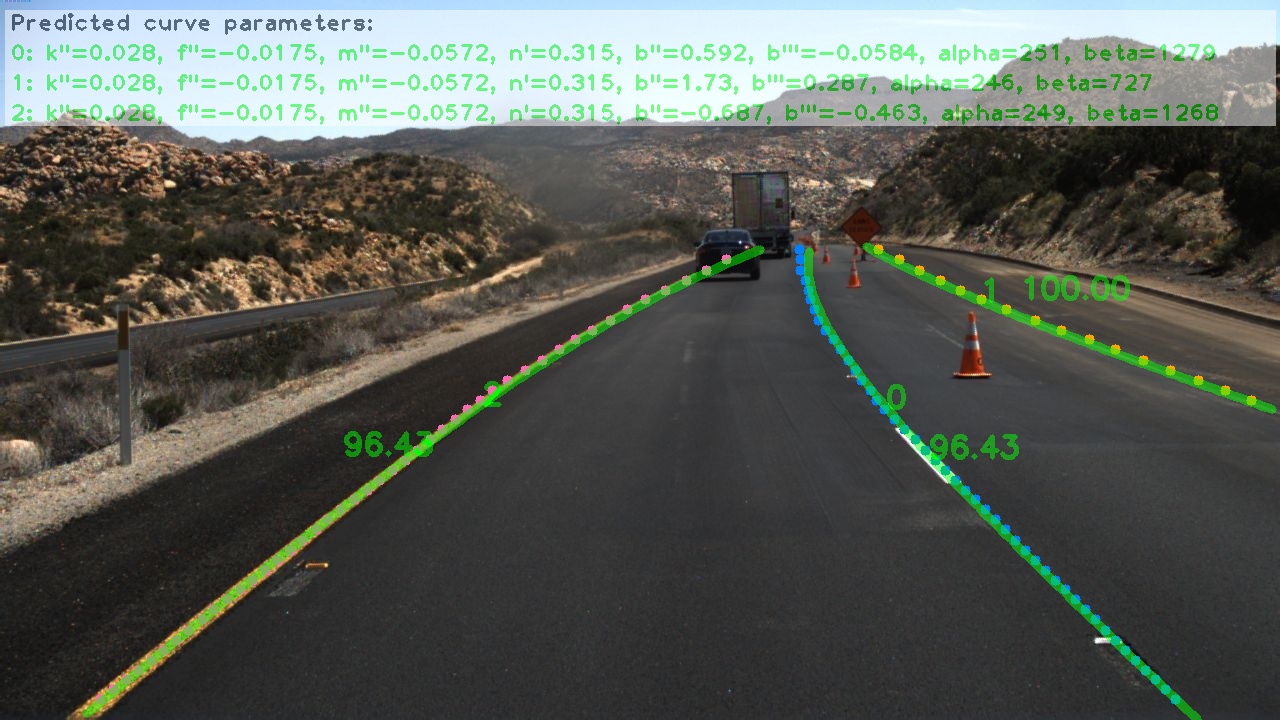 Predicted curve parameters:
0: k''=0.028, f''=-0.0175, m''=-0.0572, n'=0.315, b''=0.592, b'''=-0.0584, alpha=251, beta=1279
1: k''=0.028, f''=-0.0175, m''=-0.0572, n'=0.315, b''=1.73, b'''=0.287, alpha=246, beta=727
2: k''=0.028, f''=-0.0175, m''=-0.0572, n'=0.315, b''=-0.687, b'''=-0.463, alpha=249, beta=1268
1 100.00
2
0
96.43
96.43